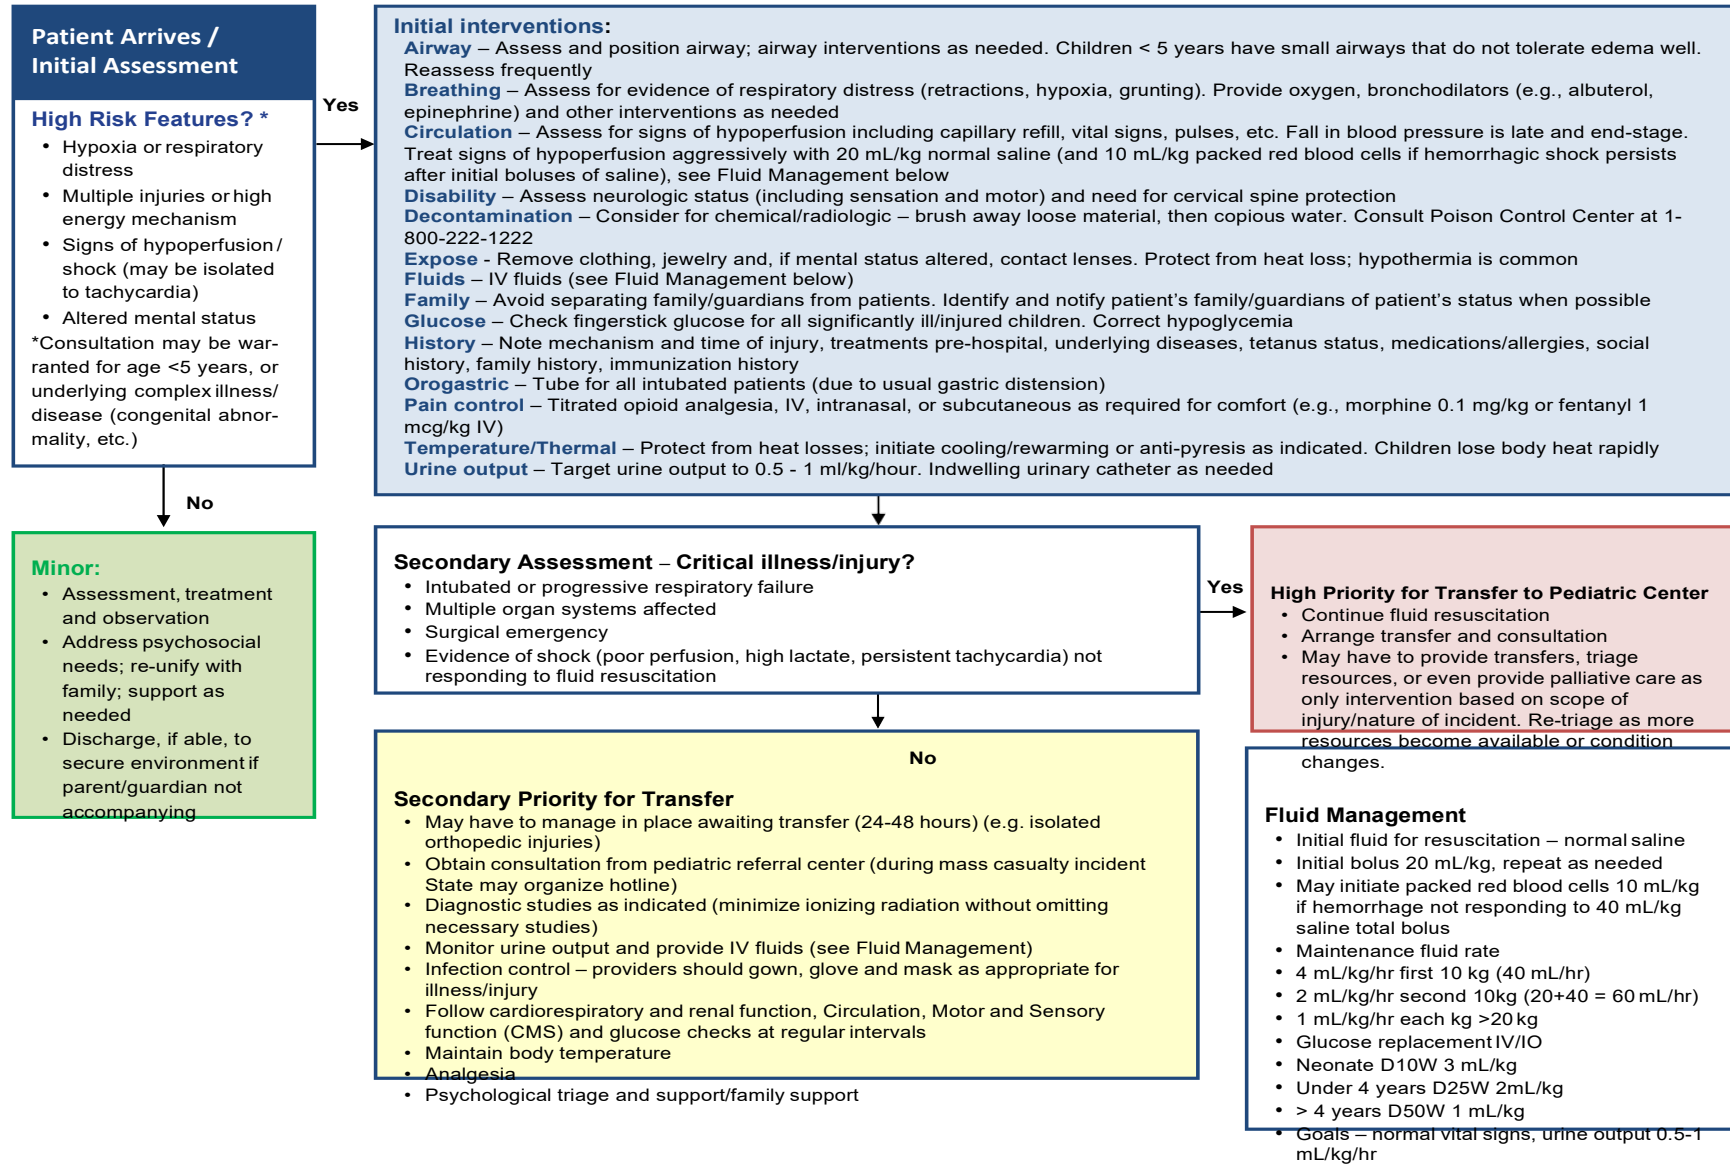 Patient Arrives /
Initial Assessment
High Risk Features? *
• Hypoxia or respiratory
distress
• Multiple injuries or high
energy mechanism
• Signs of hypoperfusion /
shock (may be isolated
to tachycardia)
• Altered mental status
*Consultation may be war-
ranted for age <5 years, or
underlying complex illness/
disease (congenital abnor-
mality, etc.)
Yes
No
Initial interventions:
Airway – Assess and position airway; airway interventions as needed. Children < 5 years have small airways that do not tolerate edema well.
Reassess frequently
Breathing – Assess for evidence of respiratory distress (retractions, hypoxia, grunting). Provide oxygen, bronchodilators (e.g., albuterol,
epinephrine) and other interventions as needed
Circulation – Assess for signs of hypoperfusion including capillary refill, vital signs, pulses, etc. Fall in blood pressure is late and end-stage.
Treat signs of hypoperfusion aggressively with 20 mL/kg normal saline (and 10 mL/kg packed red blood cells if hemorrhagic shock persists
after initial boluses of saline), see Fluid Management below
Disability – Assess neurologic status (including sensation and motor) and need for cervical spine protection
Decontamination – Consider for chemical/radiologic – brush away loose material, then copious water. Consult Poison Control Center at 1-
800-222-1222
Expose - Remove clothing, jewelry and, if mental status altered, contact lenses. Protect from heat loss; hypothermia is common
Fluids – IV fluids (see Fluid Management below)
Family – Avoid separating family/guardians from patients. Identify and notify patient’s family/guardians of patient’s status when possible
Glucose – Check fingerstick glucose for all significantly ill/injured children. Correct hypoglycemia
History – Note mechanism and time of injury, treatments pre-hospital, underlying diseases, tetanus status, medications/allergies, social
history, family history, immunization history
Orogastric – Tube for all intubated patients (due to usual gastric distension)
Pain control – Titrated opioid analgesia, IV, intranasal, or subcutaneous as required for comfort (e.g., morphine 0.1 mg/kg or fentanyl 1
mcg/kg IV)
Temperature/Thermal – Protect from heat losses; initiate cooling/rewarming or anti-pyresis as indicated. Children lose body heat rapidly
Urine output – Target urine output to 0.5 - 1 ml/kg/hour. Indwelling urinary catheter as needed
Minor:
• Assessment, treatment
and observation
• Address psychosocial
needs; re-unify with
family; support as
needed
• Discharge, if able, to
secure environment if
parent/guardian not
accompanying
Secondary Assessment – Critical illness/injury?
• Intubated or progressive respiratory failure
• Multiple organ systems affected
• Surgical emergency
• Evidence of shock (poor perfusion, high lactate, persistent tachycardia) not
responding to fluid resuscitation
Yes
High Priority for Transfer to Pediatric Center
• Continue fluid resuscitation
• Arrange transfer and consultation
• May have to provide transfers, triage
resources, or even provide palliative care as
only intervention based on scope of
injury/nature of incident. Re-triage as more
resources become available or condition
changes.
No
Secondary Priority for Transfer
• May have to manage in place awaiting transfer (24-48 hours) (e.g. isolated
orthopedic injuries)
• Obtain consultation from pediatric referral center (during mass casualty incident
State may organize hotline)
• Diagnostic studies as indicated (minimize ionizing radiation without omitting
necessary studies)
• Monitor urine output and provide IV fluids (see Fluid Management)
• Infection control – providers should gown, glove and mask as appropriate for
illness/injury
• Follow cardiorespiratory and renal function, Circulation, Motor and Sensory
function (CMS) and glucose checks at regular intervals
• Maintain body temperature
• Analgesia
• Psychological triage and support/family support
Fluid Management
• Initial fluid for resuscitation – normal saline
• Initial bolus 20 mL/kg, repeat as needed
• May initiate packed red blood cells 10 mL/kg
if hemorrhage not responding to 40 mL/kg
saline total bolus
• Maintenance fluid rate
• 4 mL/kg/hr first 10 kg (40 mL/hr)
• 2 mL/kg/hr second 10kg (20+40 = 60 mL/hr)
• 1 mL/kg/hr each kg >20 kg
• Glucose replacement IV/IO
• Neonate D10W 3 mL/kg
• Under 4 years D25W 2mL/kg
• > 4 years D50W 1 mL/kg
• Goals – normal vital signs, urine output 0.5-1
mL/kg/hr